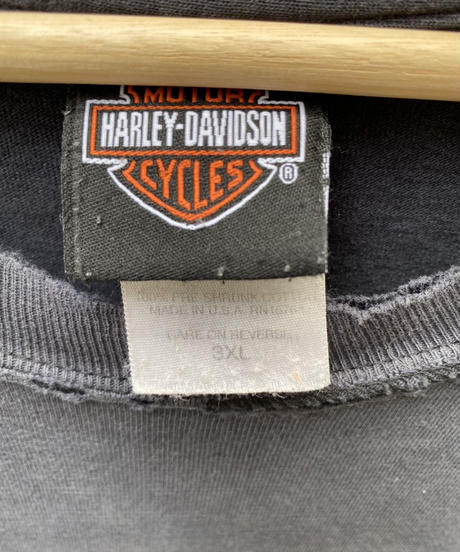 MOTOR
HARLEY-DAVIDSON
CYCLES
®
100% PRE SHRUNK COTTON
MADE IN U.S.A.
CARE ON REVERSE
3XL